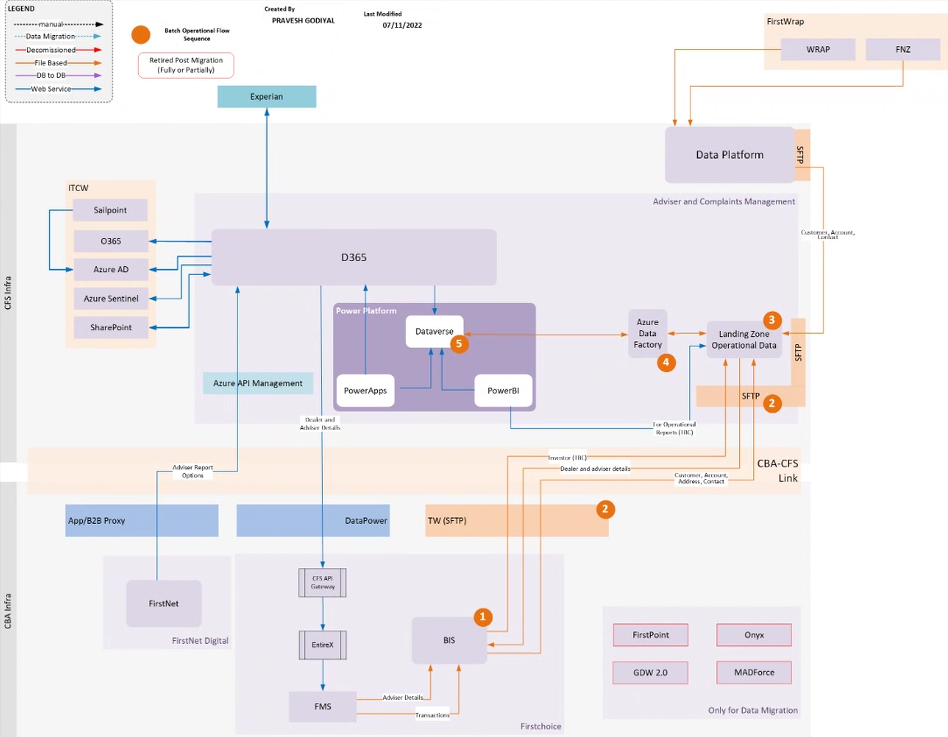 LEGEND
manual
Data Migration
Decomissioned
File Based
DB to DB
Web Service
Created By
PRAVESH GODIYAL
Last Modified
07/11/2022
Batch Operational Flow
Sequence
Retired Post Migration
(Fully or Partially)
FirstWrap
WRAP
FNZ
Experian
Data Platform
SFTP
CFS Infra
ITCW
Sailpoint
O365
Azure AD
Azure Sentinel
SharePoint
Adviser and Complaints Management
Customer, Account,
Contact
D365
Power Platform
Dataverse
5
Azure
Data
Factory
4
3
Landing Zone
Operational Data
SFTP
SFTP
2
PowerApps
PowerBI
Azure API Management
Dealer and
Adviser Details
For Operational
Reports (TBC)
Investor (TBC)
Dealer and adviser details
Customer, Account,
Address, Contact
CBA-CFS
Link
Adviser Report
Options
App/B2B Proxy
DataPower
TW (SFTP)
2
CBA Infra
FirstNet
FirstNet Digital
CFS API
Gateway
EntireX
FMS
BIS
1
Adviser Details
Transactions
Firstchoice
FirstPoint
Onyx
GDW 2.0
MADForce
Only for Data Migration